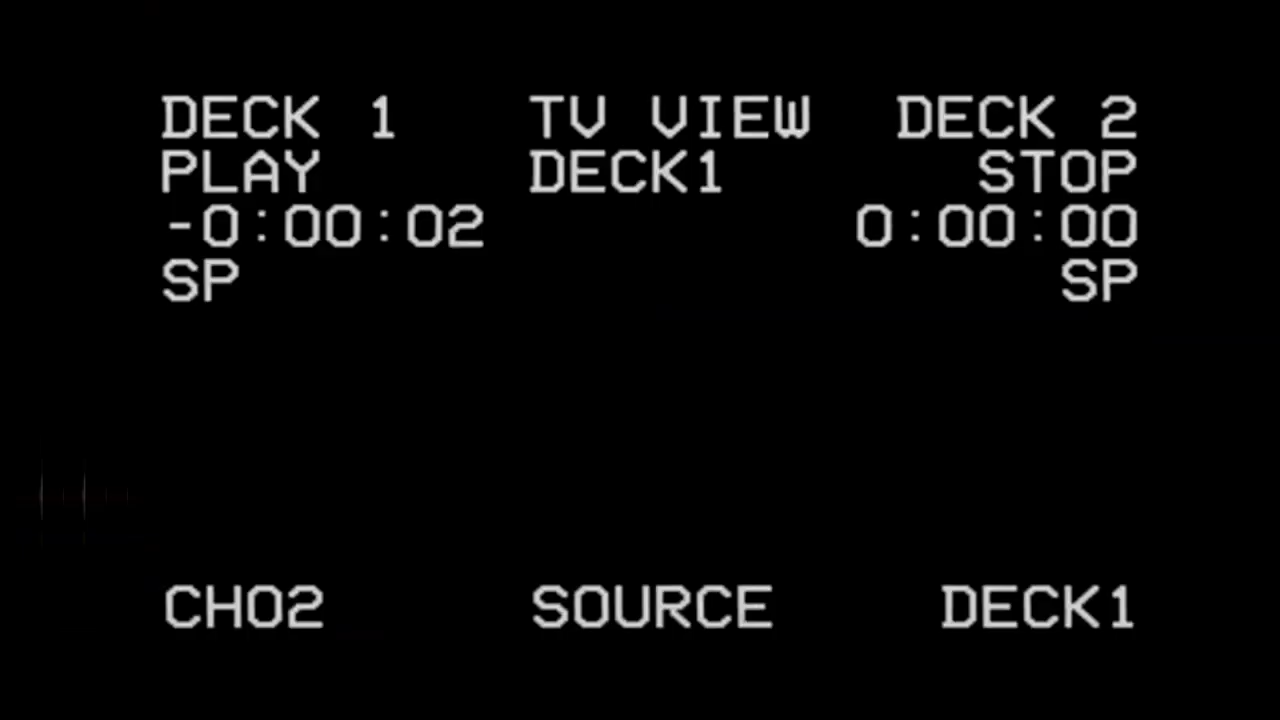 DECK 1 TV VIEW DECK 2
PLAY DECK1 STOP
-0:00:02 0:00:00
SP SP
CH02 SOURCE DECK1